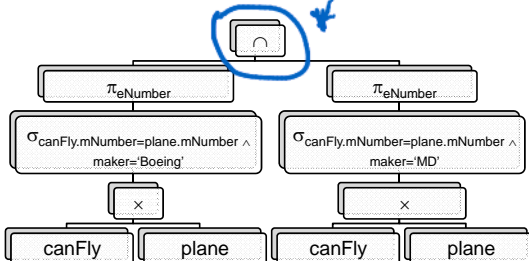 ∩
π eNumber π eNumber
σ canFly.mNumber=plane.mNumber ∧ σ canFly.mNumber=plane.mNumber ∧
maker=‘Boeing’ maker=‘MD’
× ×
canFly plane canFly plane